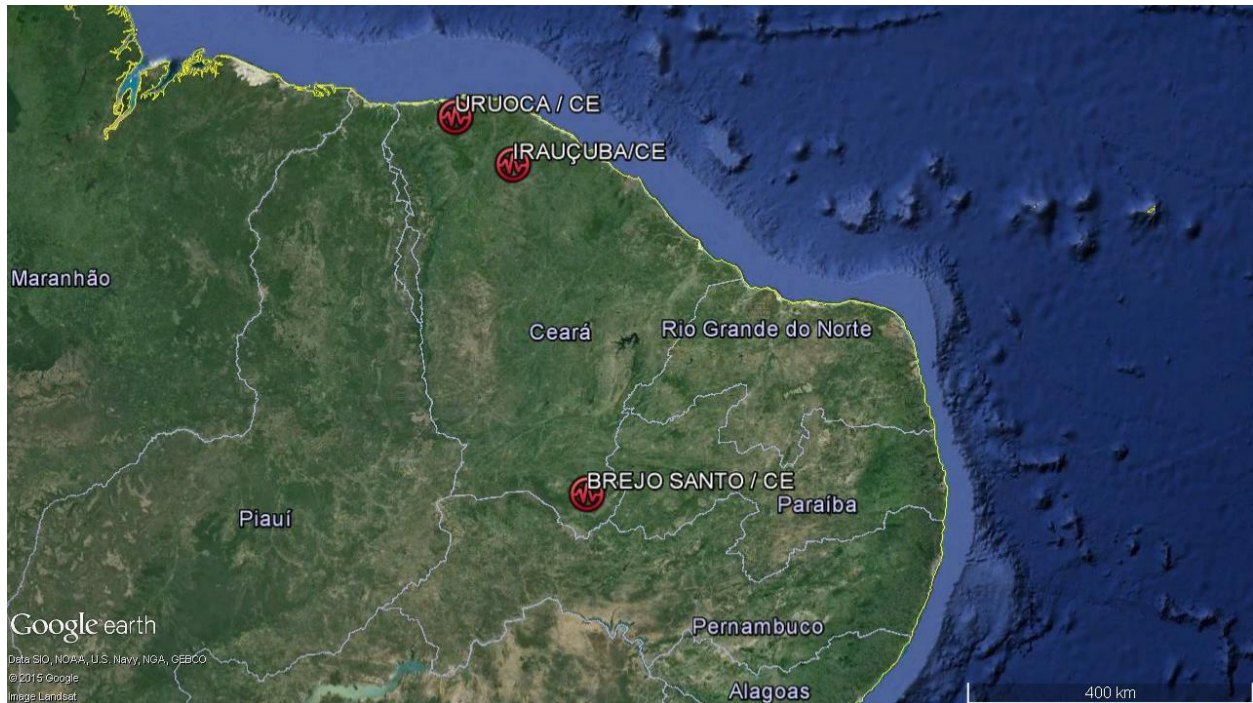 URUOCA / CE
IRAUÇUBA/CE
Maranhão
Ceará
Rio Grande do Norte
BREJO SANTO / CE
Paraíba
Piauí
Pernambuco
Google earth
Data SIO, NOAA, U.S. Navy, NGA, GEBCO
© 2015 Google
Image Landsat
Alagoas
400 km